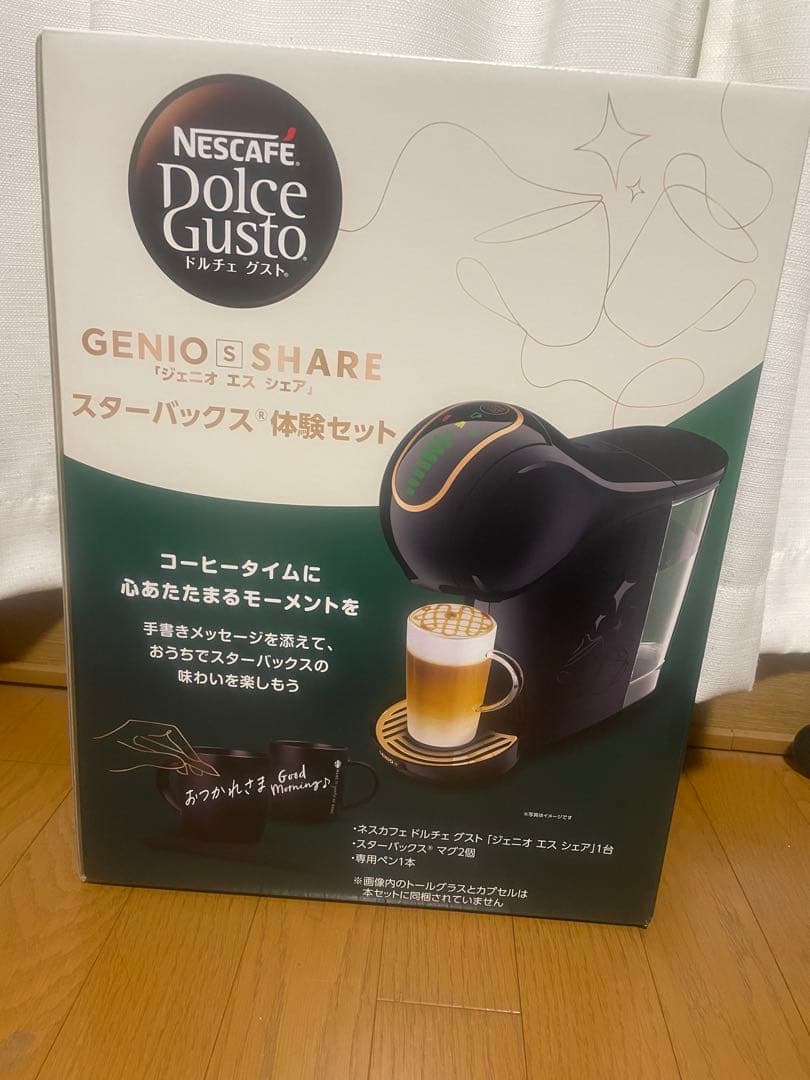 NESCAFÉ®
Dolce
Gusto®
ドルチェ グスト®
GENIO S SHARE
「ジェニオ エス シェア」
スターバックス® 体験セット
コーヒータイムに
心あたたまるモーメントを
手書きメッセージを添えて、
おうちでスターバックスの
味わいを楽しもう
おつかれさま
Good
Morning♪
※写真はイメージです
・ネスカフェ ドルチェ グスト「ジェニオ エス シェア」1台
・スターバックス® マグ2個
・専用ペン1本
※画像内のトールグラスとカプセルは
本セットに同梱されていません